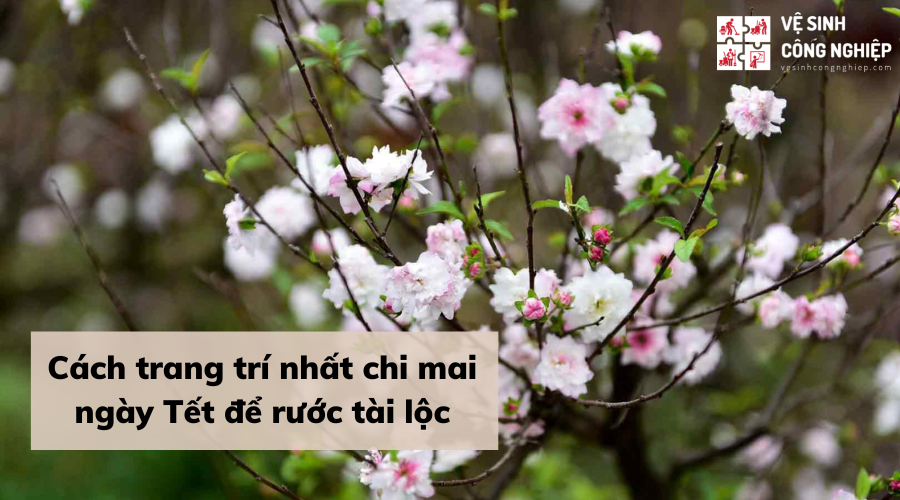 VỆ SINH
CÔNG NGHIỆP
vesinhcongnghiep.com
Cách trang trí nhất chi mai
ngày Tết để rước tài lộc